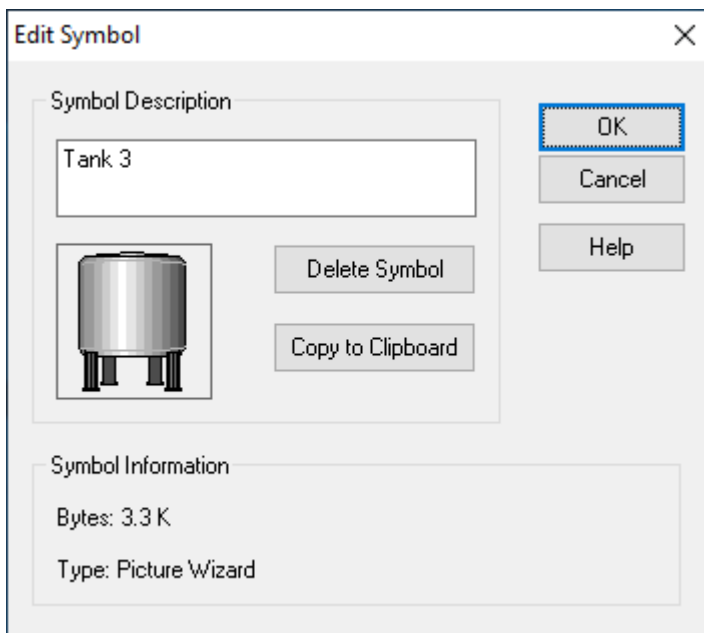 Edit Symbol
Symbol Description
Tank 3
OK
Cancel
Help
Delete Symbol
Copy to Clipboard
Symbol Information
Bytes: 3.3 K
Type: Picture Wizard